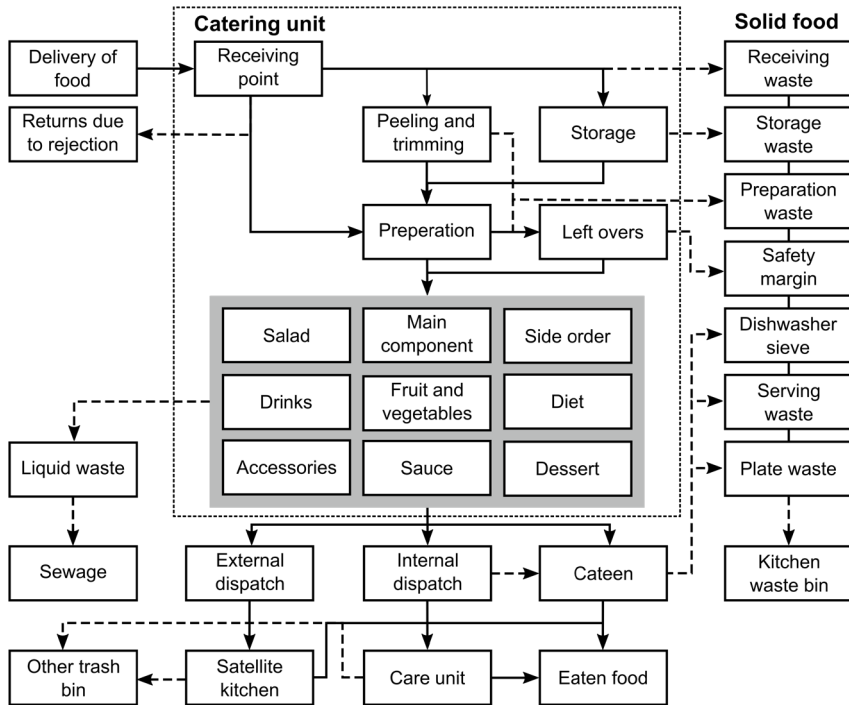 Catering unit
Solid food
Delivery of
food
Receiving
point
Receiving
waste
Returns due
to rejection
Peeling and
trimming
Storage
Storage
waste
Preparation
waste
Preperation
Left overs
Safety
margin
Salad
Main
component
Side order
Dishwasher
sieve
Drinks
Fruit and
vegetables
Diet
Serving
waste
Liquid waste
Accessories
Sauce
Dessert
Plate waste
Sewage
External
dispatch
Internal
dispatch
Cateen
Kitchen
waste bin
Other trash
bin
Satellite
kitchen
Care unit
Eaten food